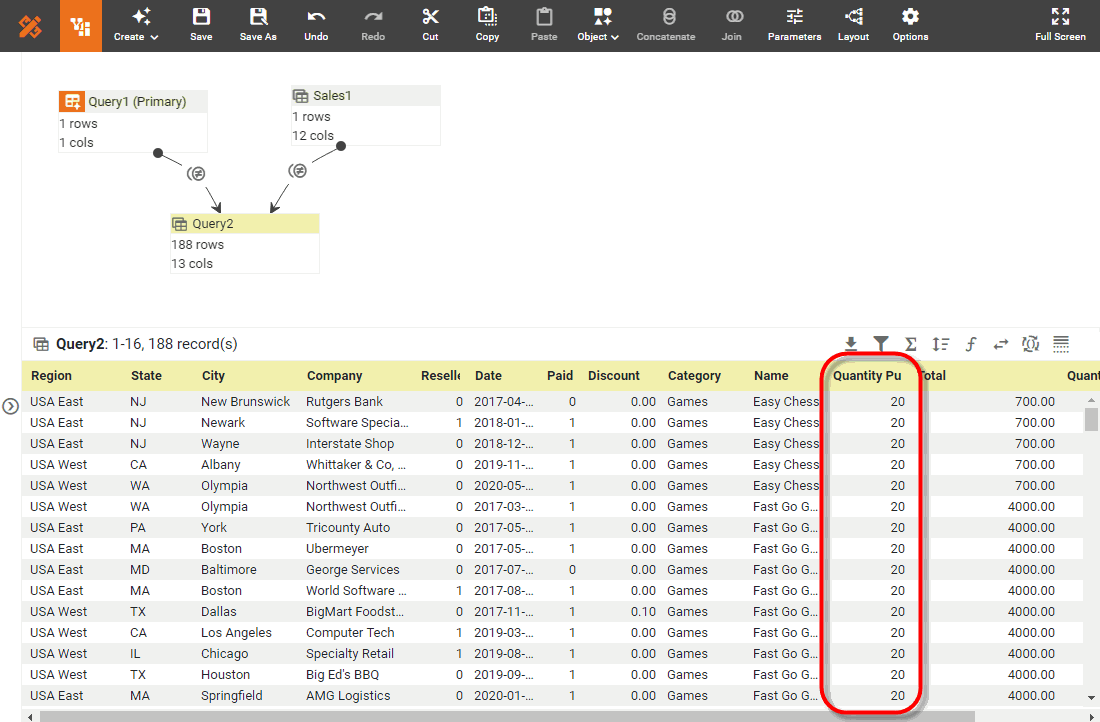 Create Save Save As Undo Redo Cut Copy Paste Object Concatenate Join Parameters Layout Options Full Screen
Query1 (Primary)
1 rows
1 cols
Sales1
1 rows
12 cols
Query2
188 rows
13 cols
Query2: 1-16, 188 record(s)
Region State City Company Reselle Date Paid Discount Category Name Quantity Pu Total Quant
USA East NJ New Brunswick Rutgers Bank 0 2017-04-... 0 0.00 Games Easy Chess 20 700.00
USA East NJ Newark Software Specia... 1 2018-01-... 1 0.00 Games Easy Chess 20 700.00
USA East NJ Wayne Interstate Shop 0 2018-12-... 1 0.00 Games Easy Chess 20 700.00
USA West CA Albany Whittaker & Co, ... 0 2019-11-... 1 0.00 Games Easy Chess 20 700.00
USA West WA Olympia Northwest Outfi... 0 2020-05-... 1 0.00 Games Easy Chess 20 700.00
USA West WA Olympia Northwest Outfi... 0 2017-03-... 1 0.00 Games Fast Go G... 20 4000.00
USA East PA York Tricounty Auto 0 2017-05-... 1 0.00 Games Fast Go G... 20 4000.00
USA East MA Boston Ubermeyer 0 2017-05-... 1 0.00 Games Fast Go G... 20 4000.00
USA East MD Baltimore George Services 0 2017-07-... 0 0.00 Games Fast Go G... 20 4000.00
USA East MA Boston World Software ... 1 2017-08-... 1 0.00 Games Fast Go G... 20 4000.00
USA West TX Dallas BigMart Foodst... 0 2017-11-... 1 0.10 Games Fast Go G... 20 4000.00
USA West CA Los Angeles Computer Tech 1 2019-03-... 1 0.00 Games Fast Go G... 20 4000.00
USA West IL Chicago Specialty Retail 1 2019-08-... 1 0.00 Games Fast Go G... 20 4000.00
USA West TX Houston Big Ed's BBQ 0 2019-09-... 1 0.00 Games Fast Go G... 20 4000.00
USA East MA Springfield AMG Logistics 0 2020-01-... 1 0.00 Games Fast Go G... 20 4000.00